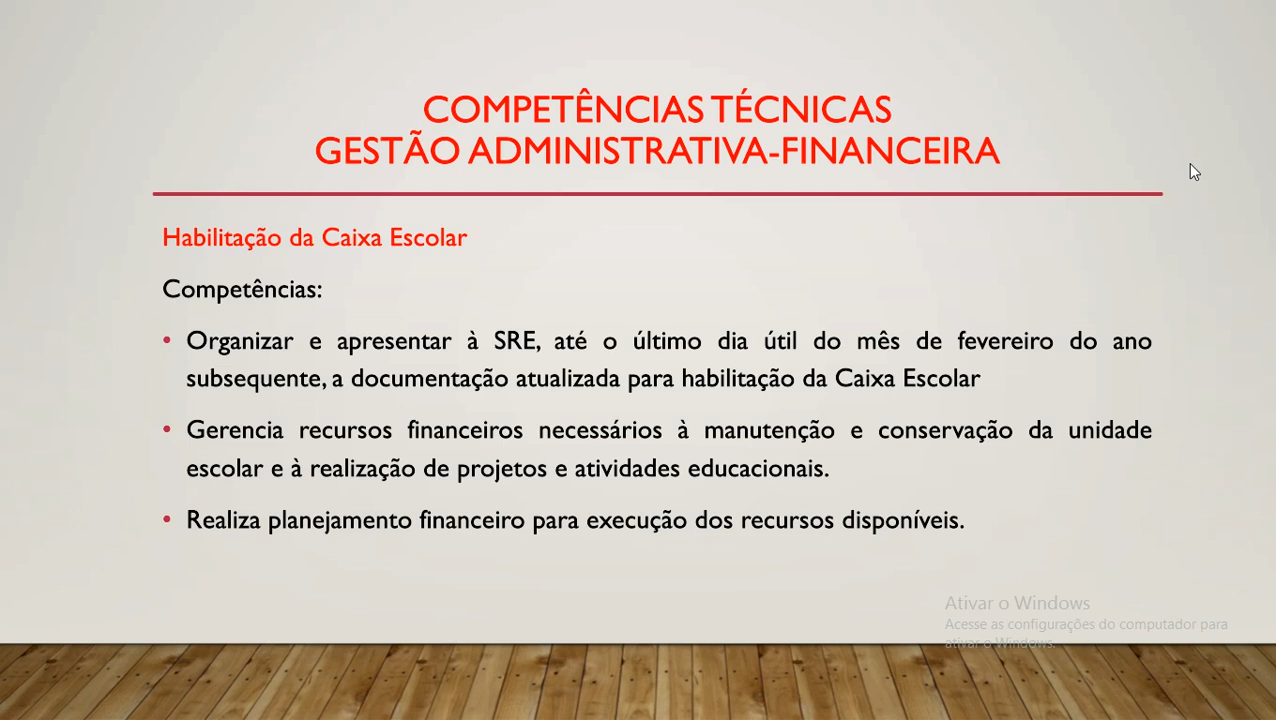 COMPETÊNCIAS TÉCNICAS
GESTÃO ADMINISTRATIVA-FINANCEIRA
Habilitação da Caixa Escolar
Competências:
• Organizar e apresentar à SRE, até o último dia útil do mês de fevereiro do ano
subsequente, a documentação atualizada para habilitação da Caixa Escolar
• Gerencia recursos financeiros necessários à manutenção e conservação da unidade
escolar e à realização de projetos e atividades educacionais.
• Realiza planejamento financeiro para execução dos recursos disponíveis.
Ativar o Windows
Acesse as configurações do computador para
ativar o Windows.